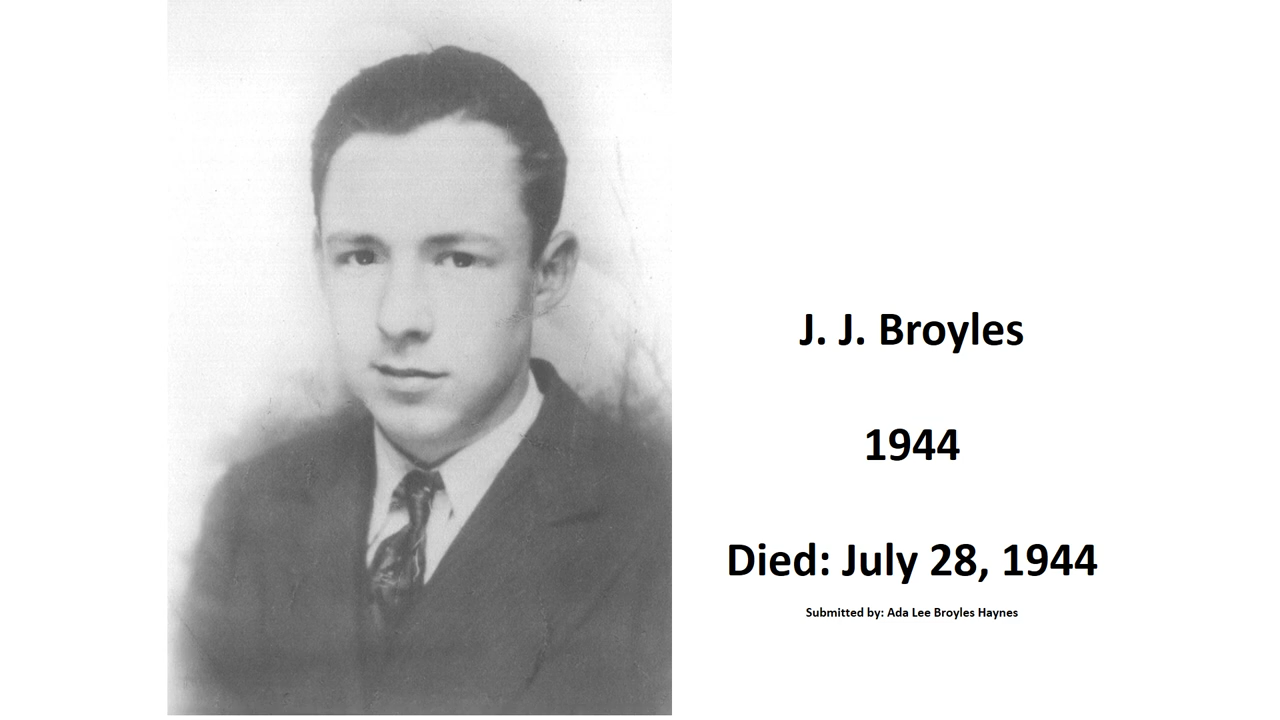 J. J. Broyles
1944
Died: July 28, 1944
Submitted by: Ada Lee Broyles Haynes